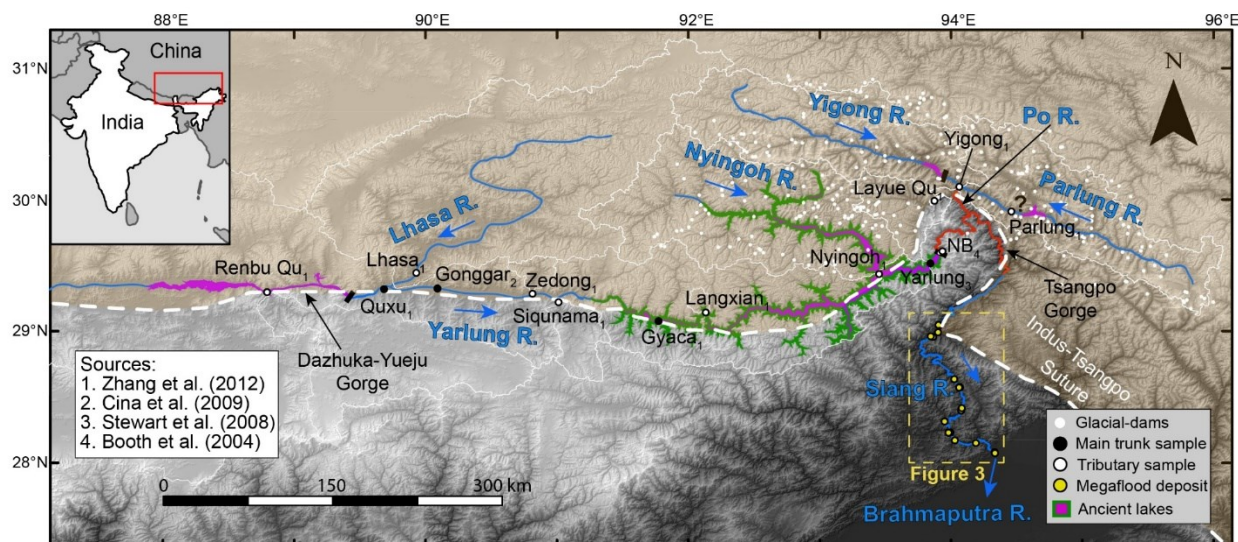 88°E
90°E
92°E
94°E
96°E
China
India
N
31°N
30°N
29°N
28°N
Yigong R.
Po R.
Yigong1
Nyingoh R.
Layue Qu1
Parlung R.
?
Parlung1
Lhasa R.
Lhasa1
Renbu Qu1
Gonggar2
Zedong1
Nyingoh1
NB4
Yarlung3
Quxu1
Langxian1
Tsangpo
Gorge
Yarlung R.
Siqunama1
Gyaca1
Dazhuka-Yueju
Gorge
Indus-Tsangpo
Suture
Sources:
1. Zhang et al. (2012)
2. Cina et al. (2009)
3. Stewart et al. (2008)
4. Booth et al. (2004)
Siang R.
Figure 3
Brahmaputra R.
0
150
300 km
Glacial-dams
Main trunk sample
Tributary sample
Megaflood deposit
Ancient lakes